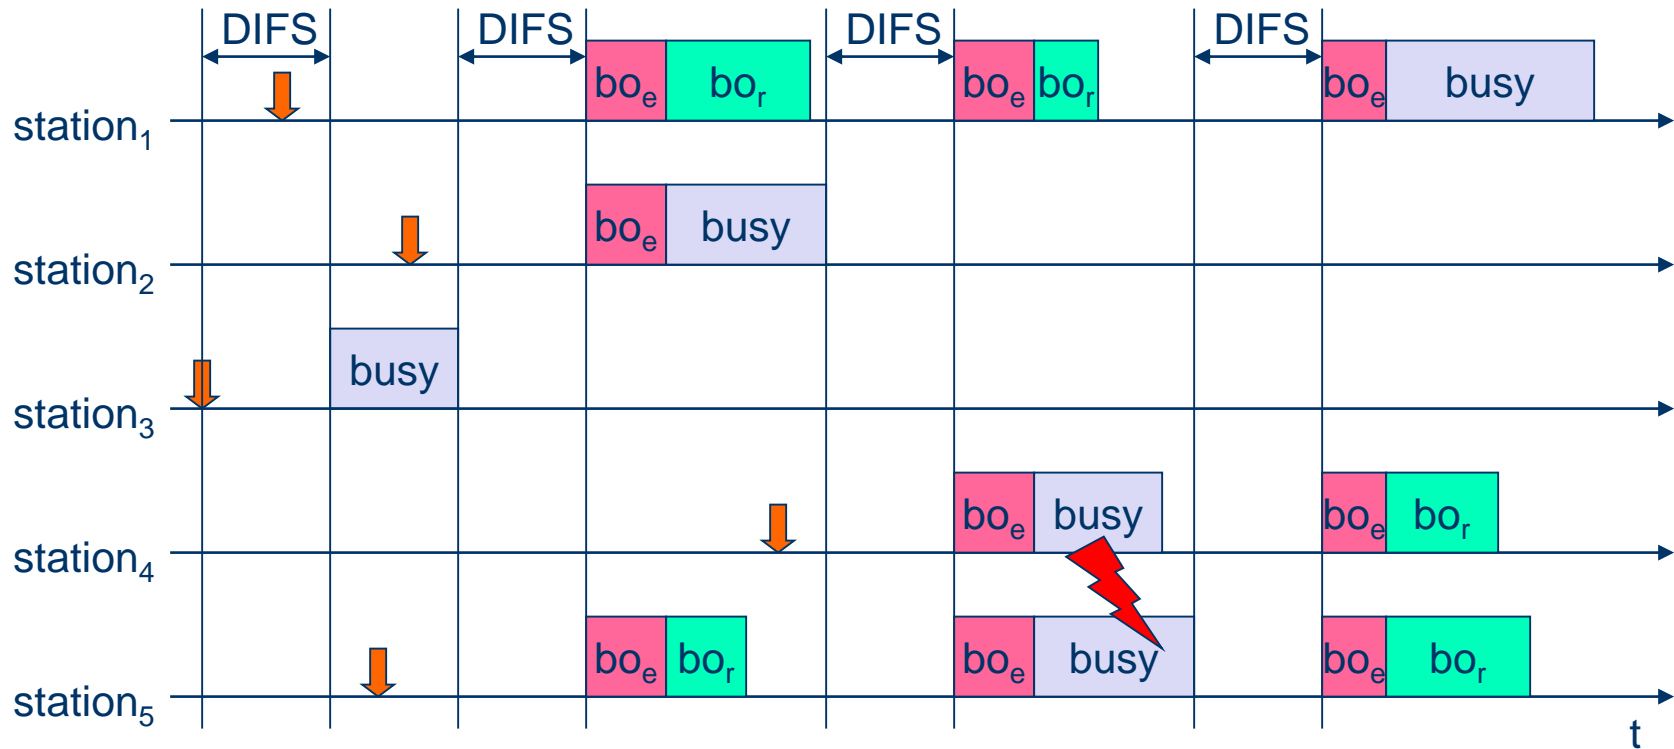 DIFS DIFS DIFS DIFS
station1 boe bor boe bor boe busy
station2 boe busy
station3 busy
station4 boe busy boe bor
station5 boe bor boe busy boe bor
t